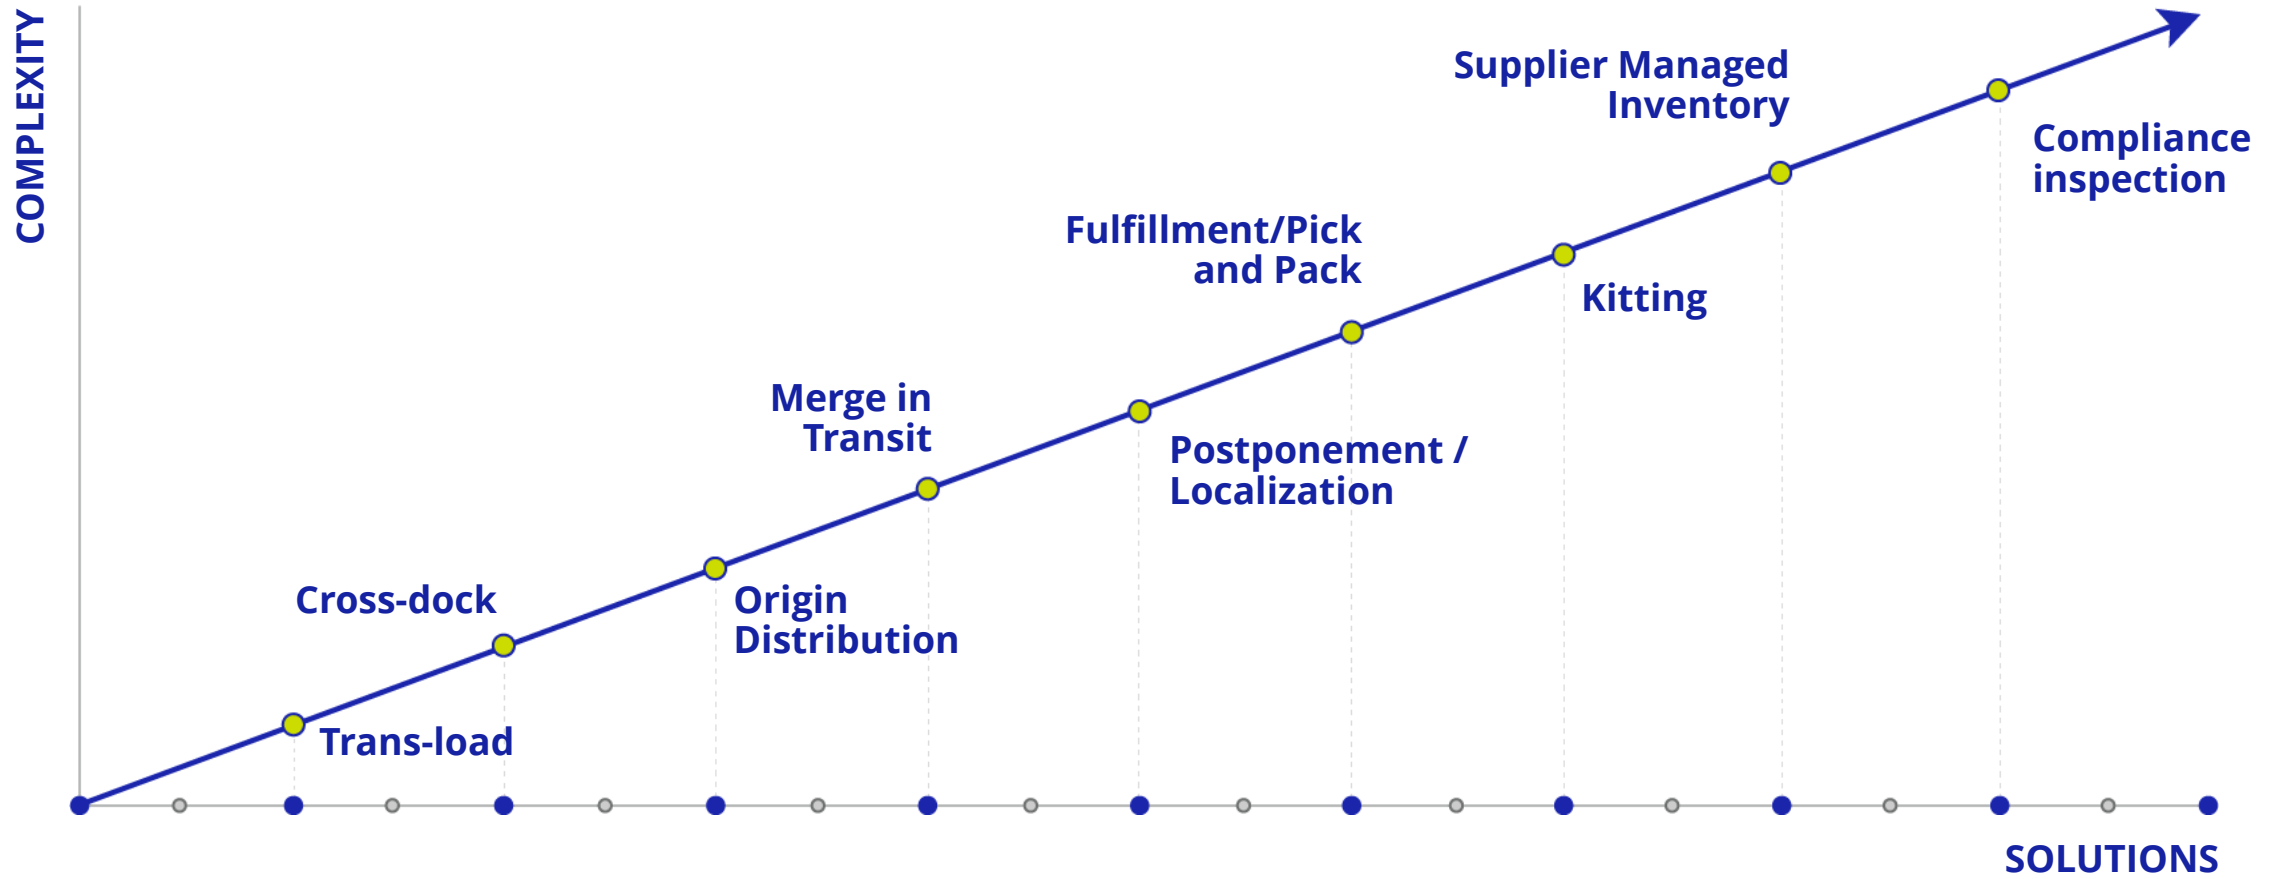 COMPLEXITY
Supplier Managed
Inventory
Compliance
inspection
Fulfillment/Pick
and Pack
Kitting
Merge in
Transit
Postponement /
Localization
Cross-dock
Origin
Distribution
Trans-load
SOLUTIONS